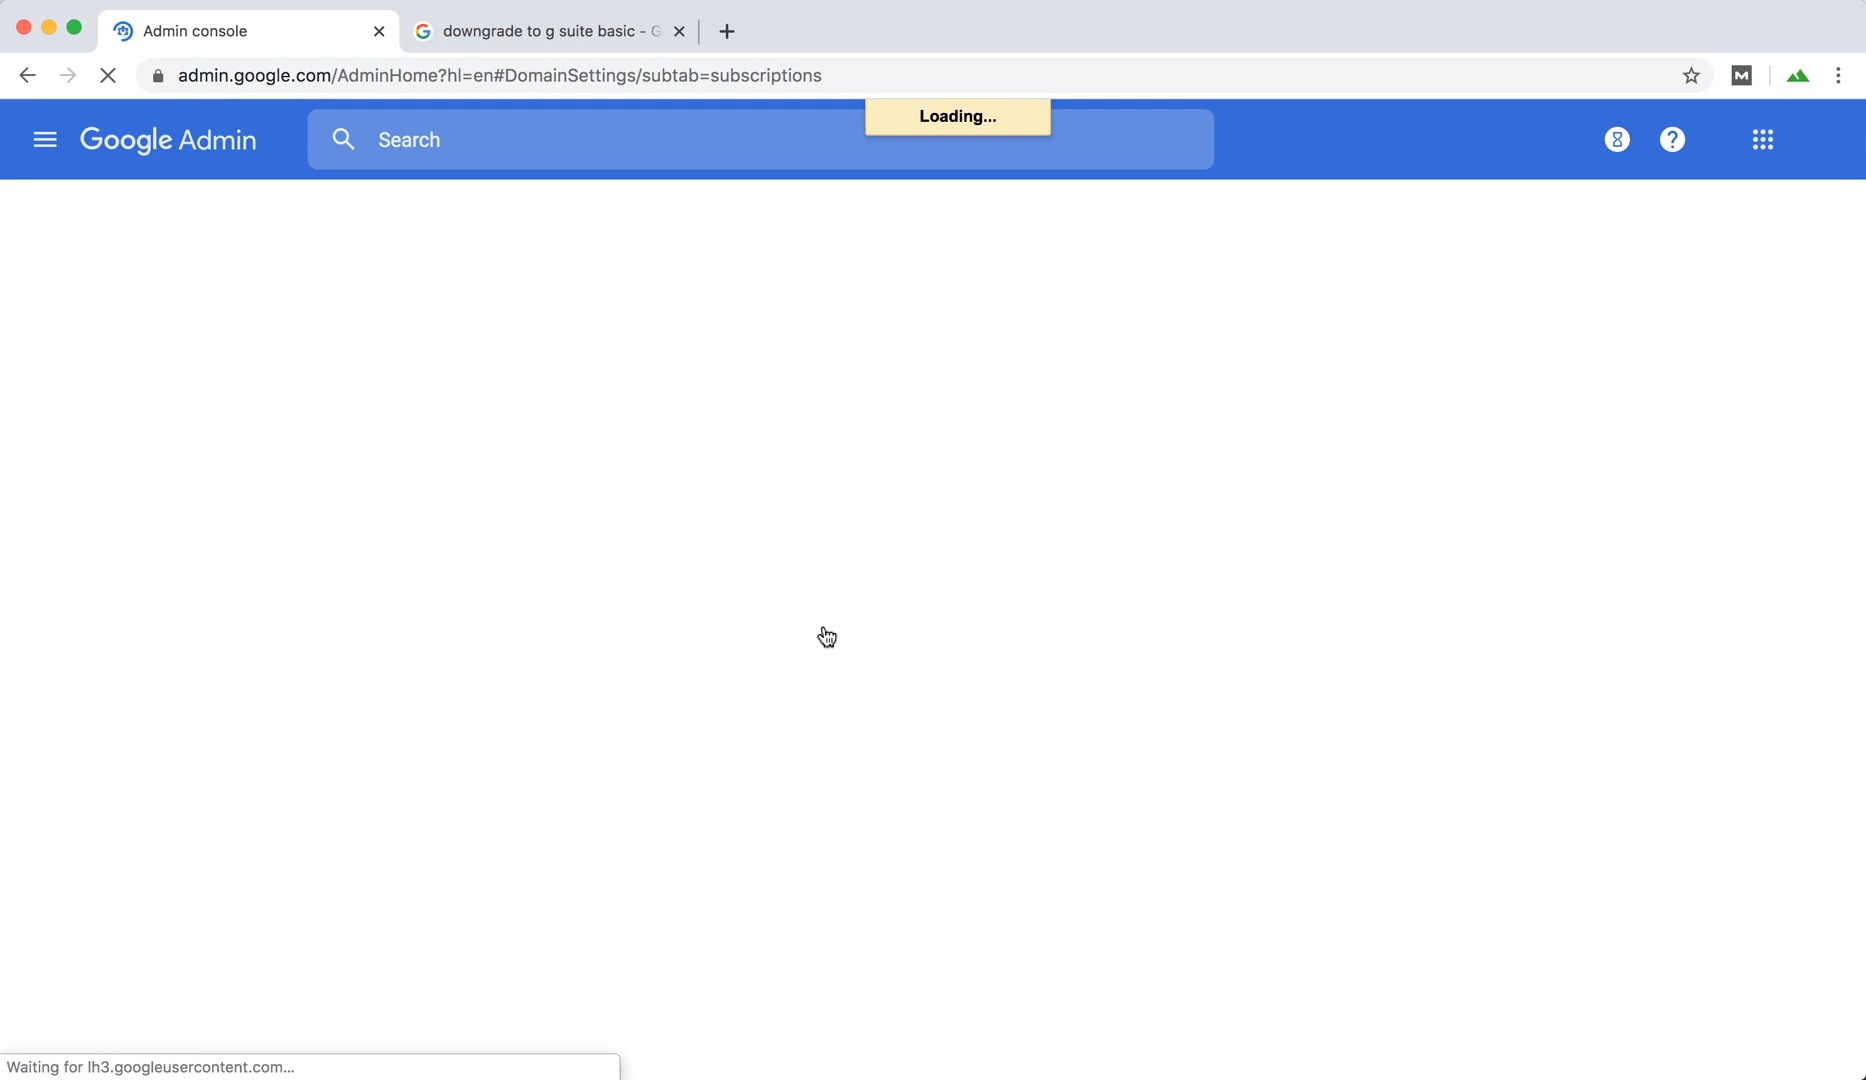 Admin console
downgrade to g suite basic - G
admin.google.com/AdminHome?hl=en#DomainSettings/subtab=subscriptions
Loading...
Google Admin
Search
Waiting for lh3.googleusercontent.com...